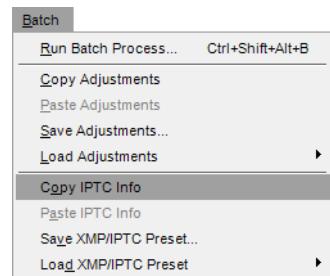 Batch
Run Batch Process... Ctrl+Shift+Alt+B
Copy Adjustments
Paste Adjustments
Save Adjustments...
Load Adjustments
Copy IPTC Info
Paste IPTC Info
Save XMP/IPTC Preset...
Load XMP/IPTC Preset